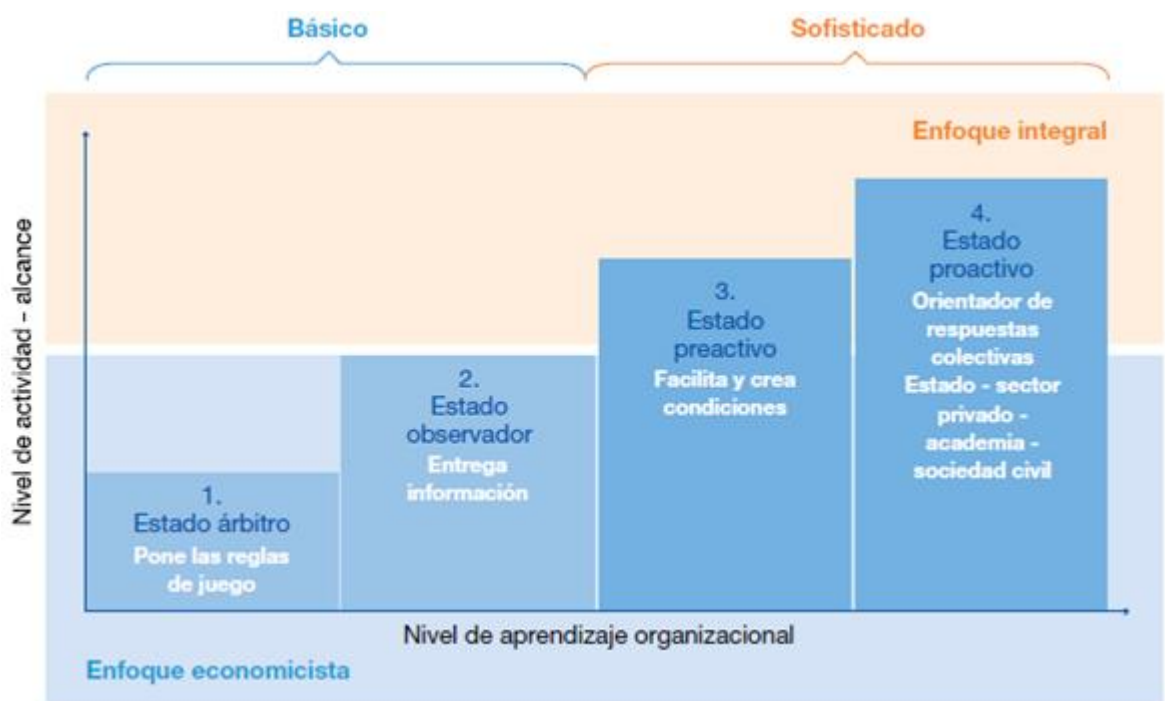 Básico
Sofisticado
Enfoque integral
Nivel de actividad – alcance
1.
Estado árbitro
Pone las reglas
de juego
2.
Estado
observador
Entrega
información
3.
Estado
preactivo
Facilita y crea
condiciones
4.
Estado
proactivo
Orientador de
respuestas
colectivas
Estado - sector
privado -
academia -
sociedad civil
Nivel de aprendizaje organizacional
Enfoque economicista